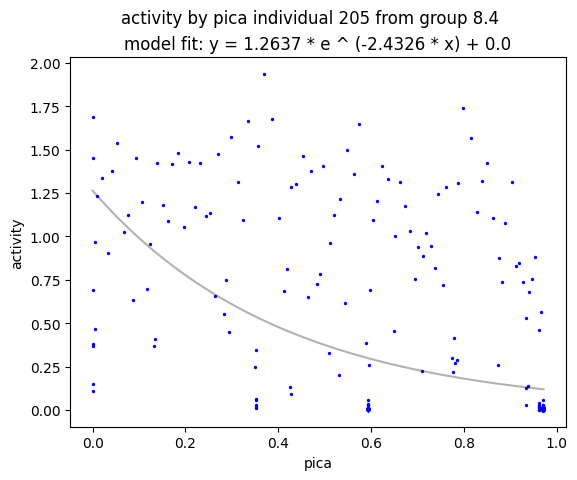 activity by pica individual 205 from group 8.4
model fit: y = 1.2637 * e ^ (-2.4326 * x) + 0.0
2.00
1.75
1.50
1.25
1.00
0.75
0.50
0.25
0.00
activity
0.0 0.2 0.4 0.6 0.8 1.0
pica